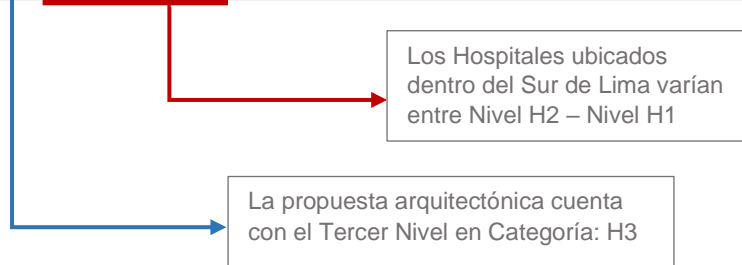 Los Hospitales ubicados
dentro del Sur de Lima varían
entre Nivel H2 – Nivel H1
La propuesta arquitectónica cuenta
con el Tercer Nivel en Categoría: H3